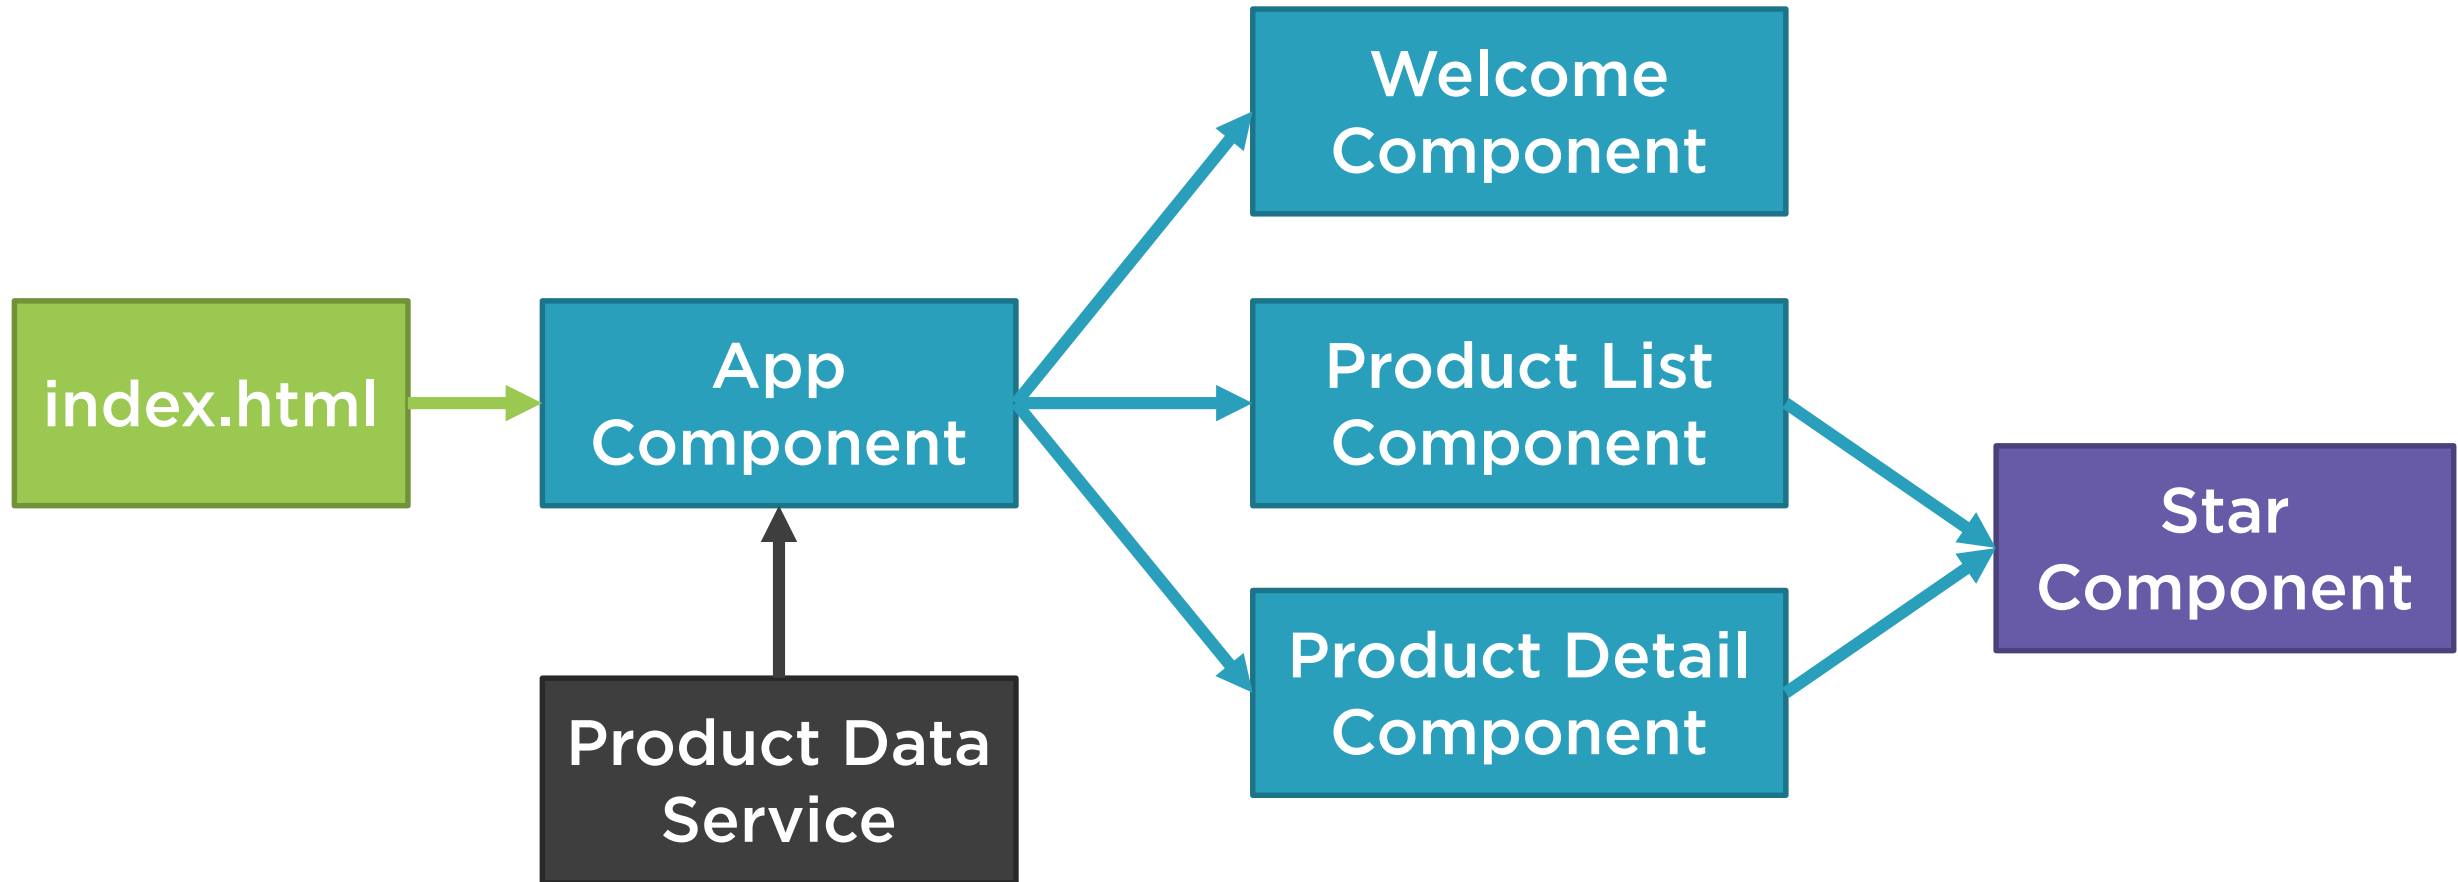 index.html
App
Component
Product Data
Service
Welcome
Component
Product List
Component
Product Detail
Component
Star
Component